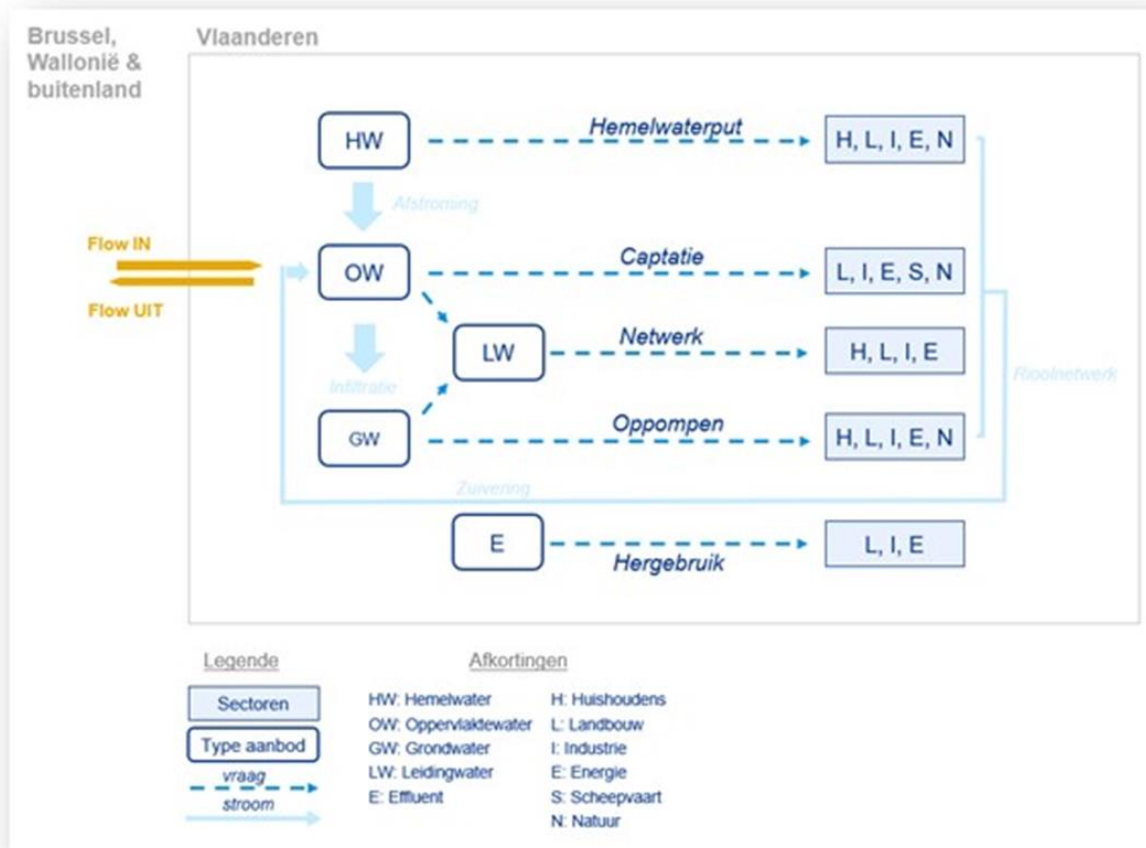 Brussel,
Wallonië &
buitenland
Vlaanderen
HW
Hemelwaterput
H, L, I, E, N
Afstroming
Flow IN
OW
Captatie
L, I, E, S, N
Flow UIT
LW
Netwerk
H, L, I, E
Rioolnetwerk
Infiltratie
GW
Oppompen
H, L, I, E, N
Zuivering
E
Hergebruik
L, I, E
Legende
Sectoren
Type aanbod
vraag
stroom
Afkortingen
HW: Hemelwater
OW: Oppervlaktewater
GW: Grondwater
LW: Leidingwater
E: Effluent
H: Huishoudens
L: Landbouw
I: Industrie
E: Energie
S: Scheepvaart
N: Natuur